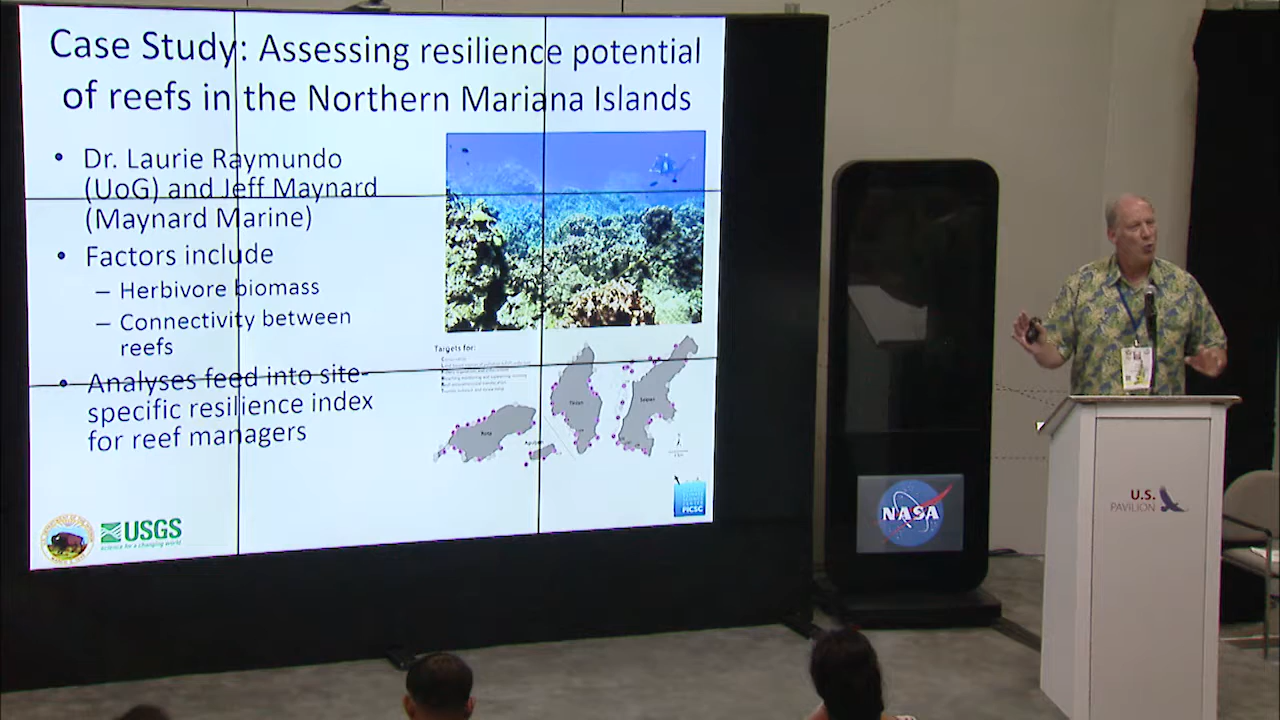 Case Study: Assessing resilience potential
of reefs in the Northern Mariana Islands
• Dr. Laurie Raymundo
(UoG) and Jeff Maynard
(Maynard Marine)
• Factors include
– Herbivore biomass
– Connectivity between
reefs
• Analyses feed into site-
specific resilience index
for reef managers
Targets for:
Rota
Aguijan
Tinian
Saipan
PICSC
USGS
science for a changing world
NASA
U.S.
PAVILION